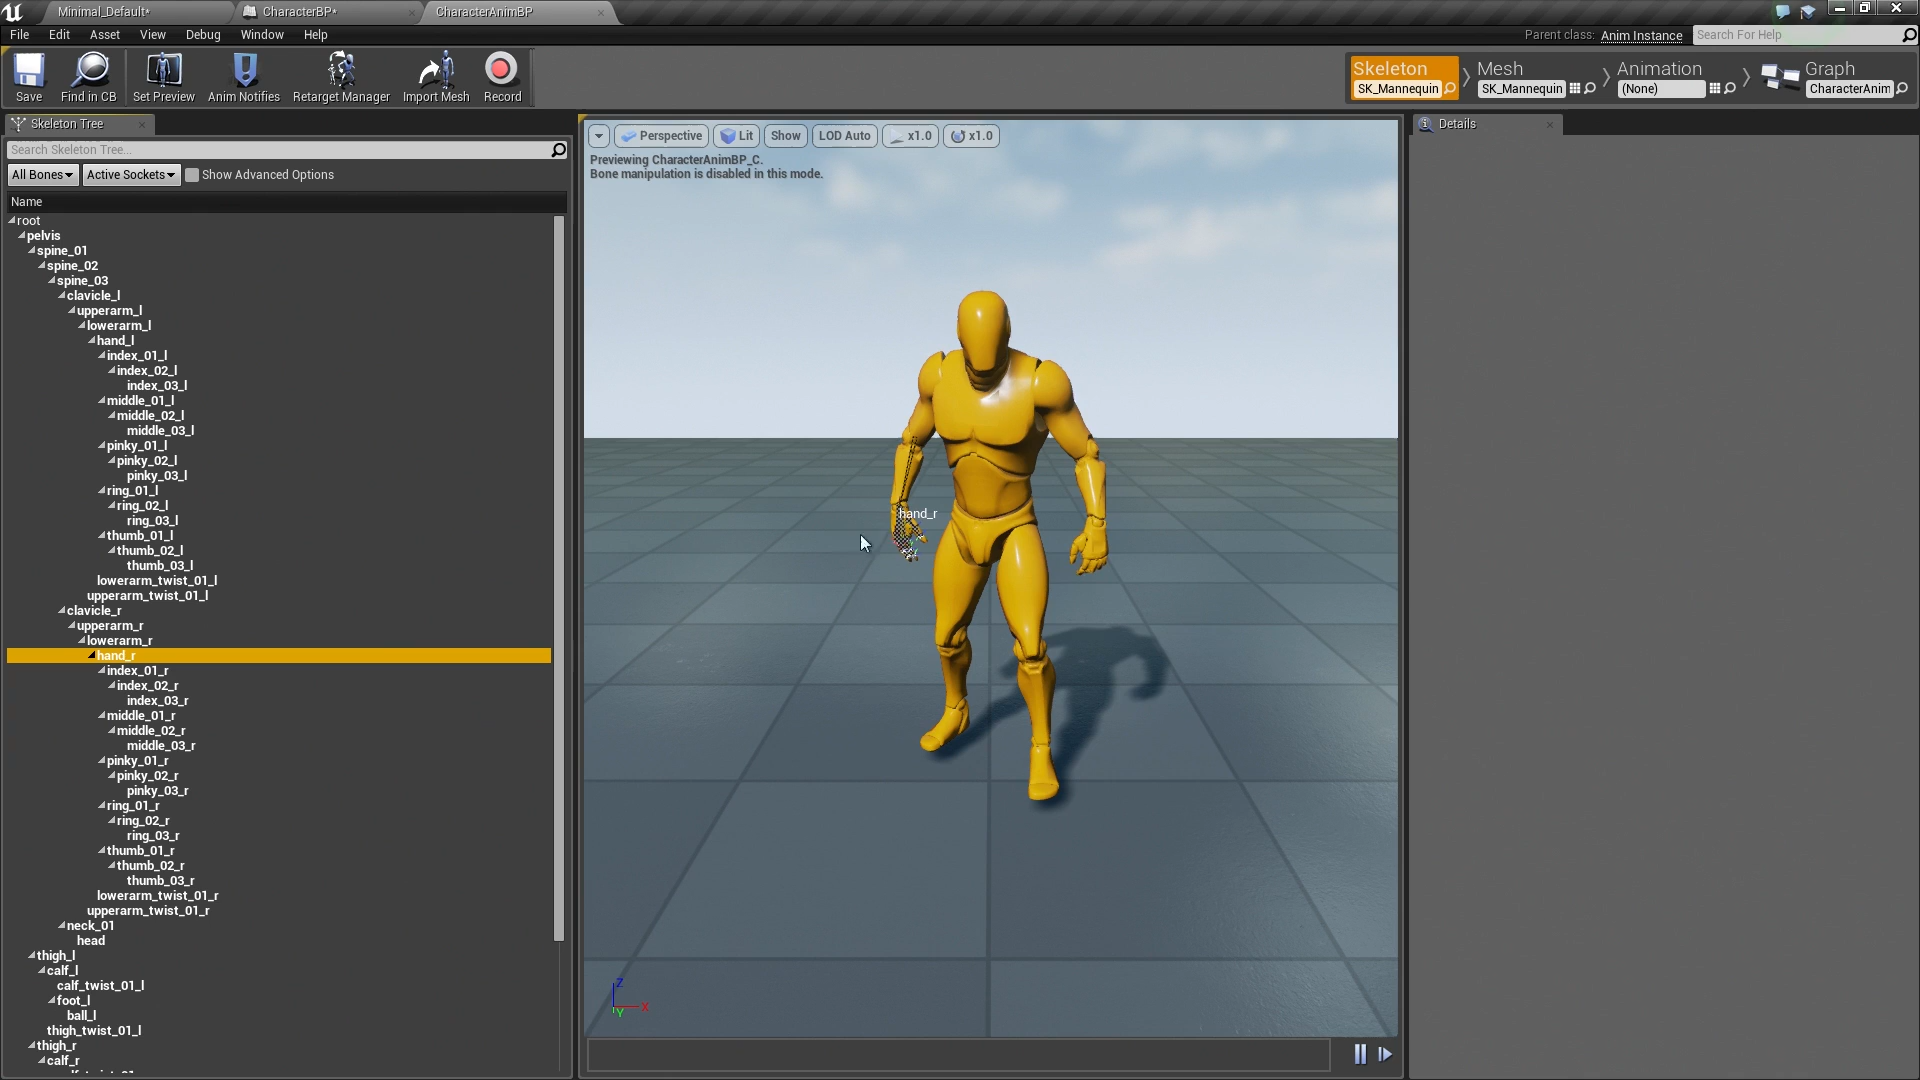 Minimal_Default*
CharacterBP*
CharacterAnimBP
File Edit Asset View Debug Window Help
Parent class: Anim Instance
Search For Help
Save
Find in CB
Set Preview
Anim Notifies
Retarget Manager
Import Mesh
Record
Skeleton
SK_Mannequin
Mesh
SK_Mannequin
Animation
(None)
Graph
CharacterAnim
Skeleton Tree
Search Skeleton Tree...
All Bones
Active Sockets
Show Advanced Options
Name
root
pelvis
spine_01
spine_02
spine_03
clavicle_l
upperarm_l
lowerarm_l
hand_l
index_01_l
index_02_l
index_03_l
middle_01_l
middle_02_l
middle_03_l
pinky_01_l
pinky_02_l
pinky_03_l
ring_01_l
ring_02_l
ring_03_l
thumb_01_l
thumb_02_l
thumb_03_l
lowerarm_twist_01_l
upperarm_twist_01_l
clavicle_r
upperarm_r
lowerarm_r
hand_r
index_01_r
index_02_r
index_03_r
middle_01_r
middle_02_r
middle_03_r
pinky_01_r
pinky_02_r
pinky_03_r
ring_01_r
ring_02_r
ring_03_r
thumb_01_r
thumb_02_r
thumb_03_r
lowerarm_twist_01_r
upperarm_twist_01_r
neck_01
head
thigh_l
calf_l
calf_twist_01_l
foot_l
ball_l
thigh_twist_01_l
thigh_r
calf_r
Perspective
Lit
Show
LOD Auto
x1.0
x1.0
Previewing CharacterAnimBP_C.
Bone manipulation is disabled in this mode.
hand_r
Z
X
Y
Details